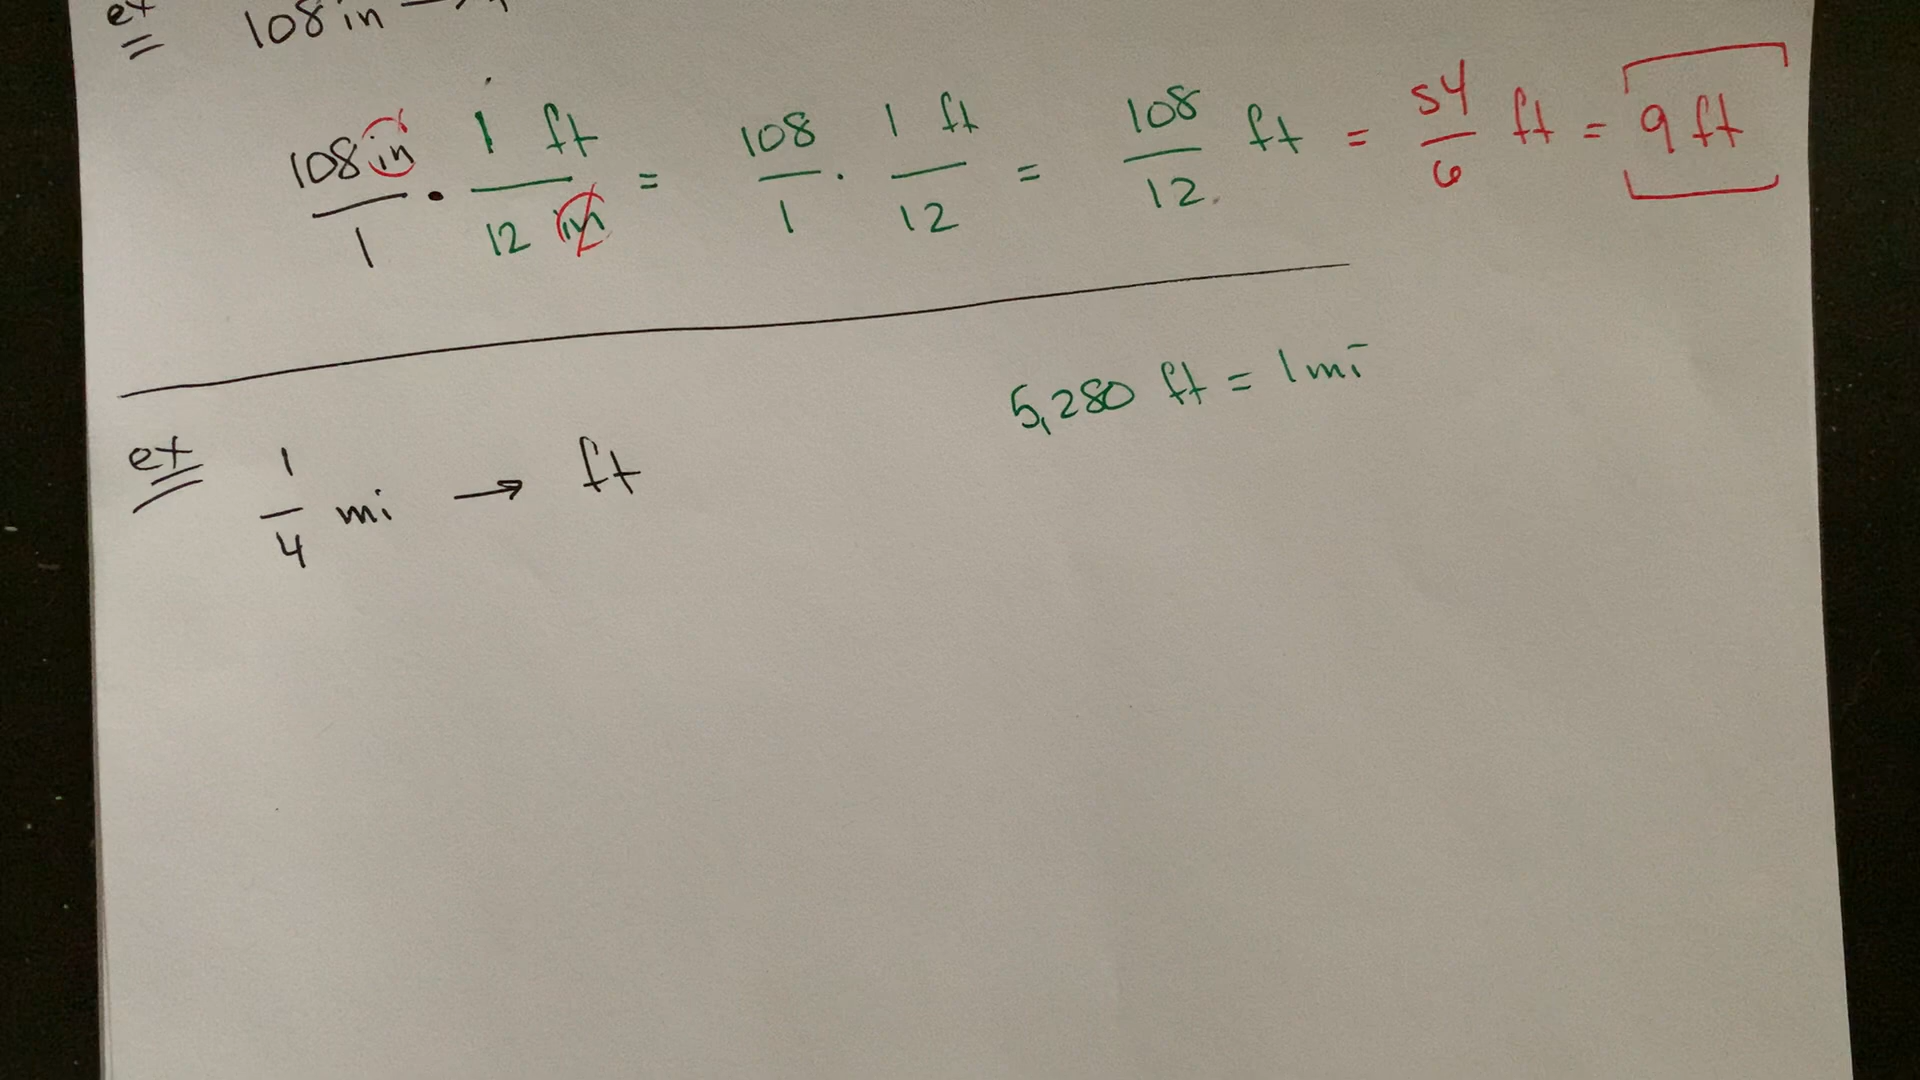 ex 108 in →
108 in/1 · 1 ft/12 in = 108/1 · 1 ft/12 = 108/12 ft = 54/6 ft = 9 ft
5,280 ft = 1 mi
ex 1/4 mi → ft